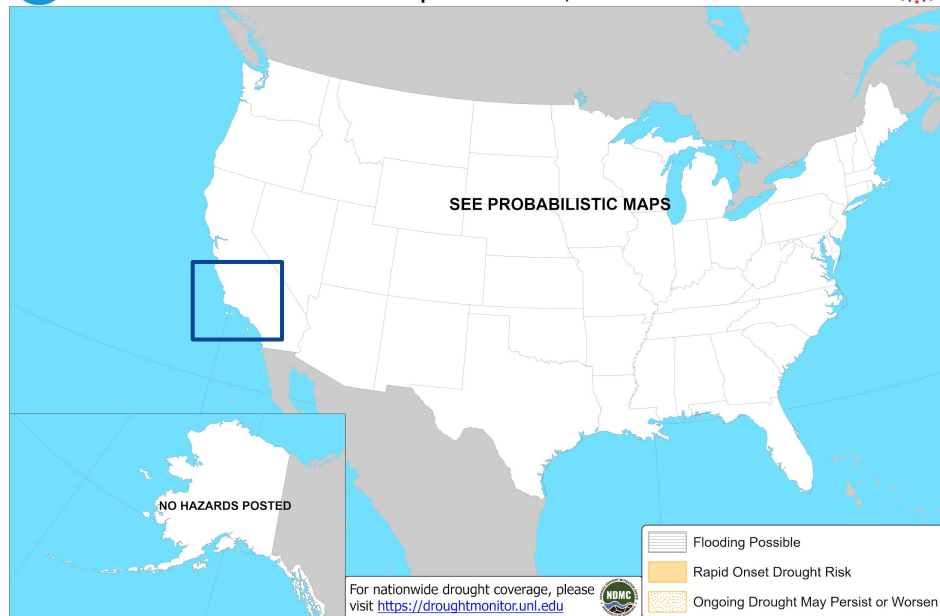 SEE PROBABILISTIC MAPS
NO HAZARDS POSTED
For nationwide drought coverage, please
visit https://droughtmonitor.unl.edu
NDMC
Flooding Possible
Rapid Onset Drought Risk
Ongoing Drought May Persist or Worsen